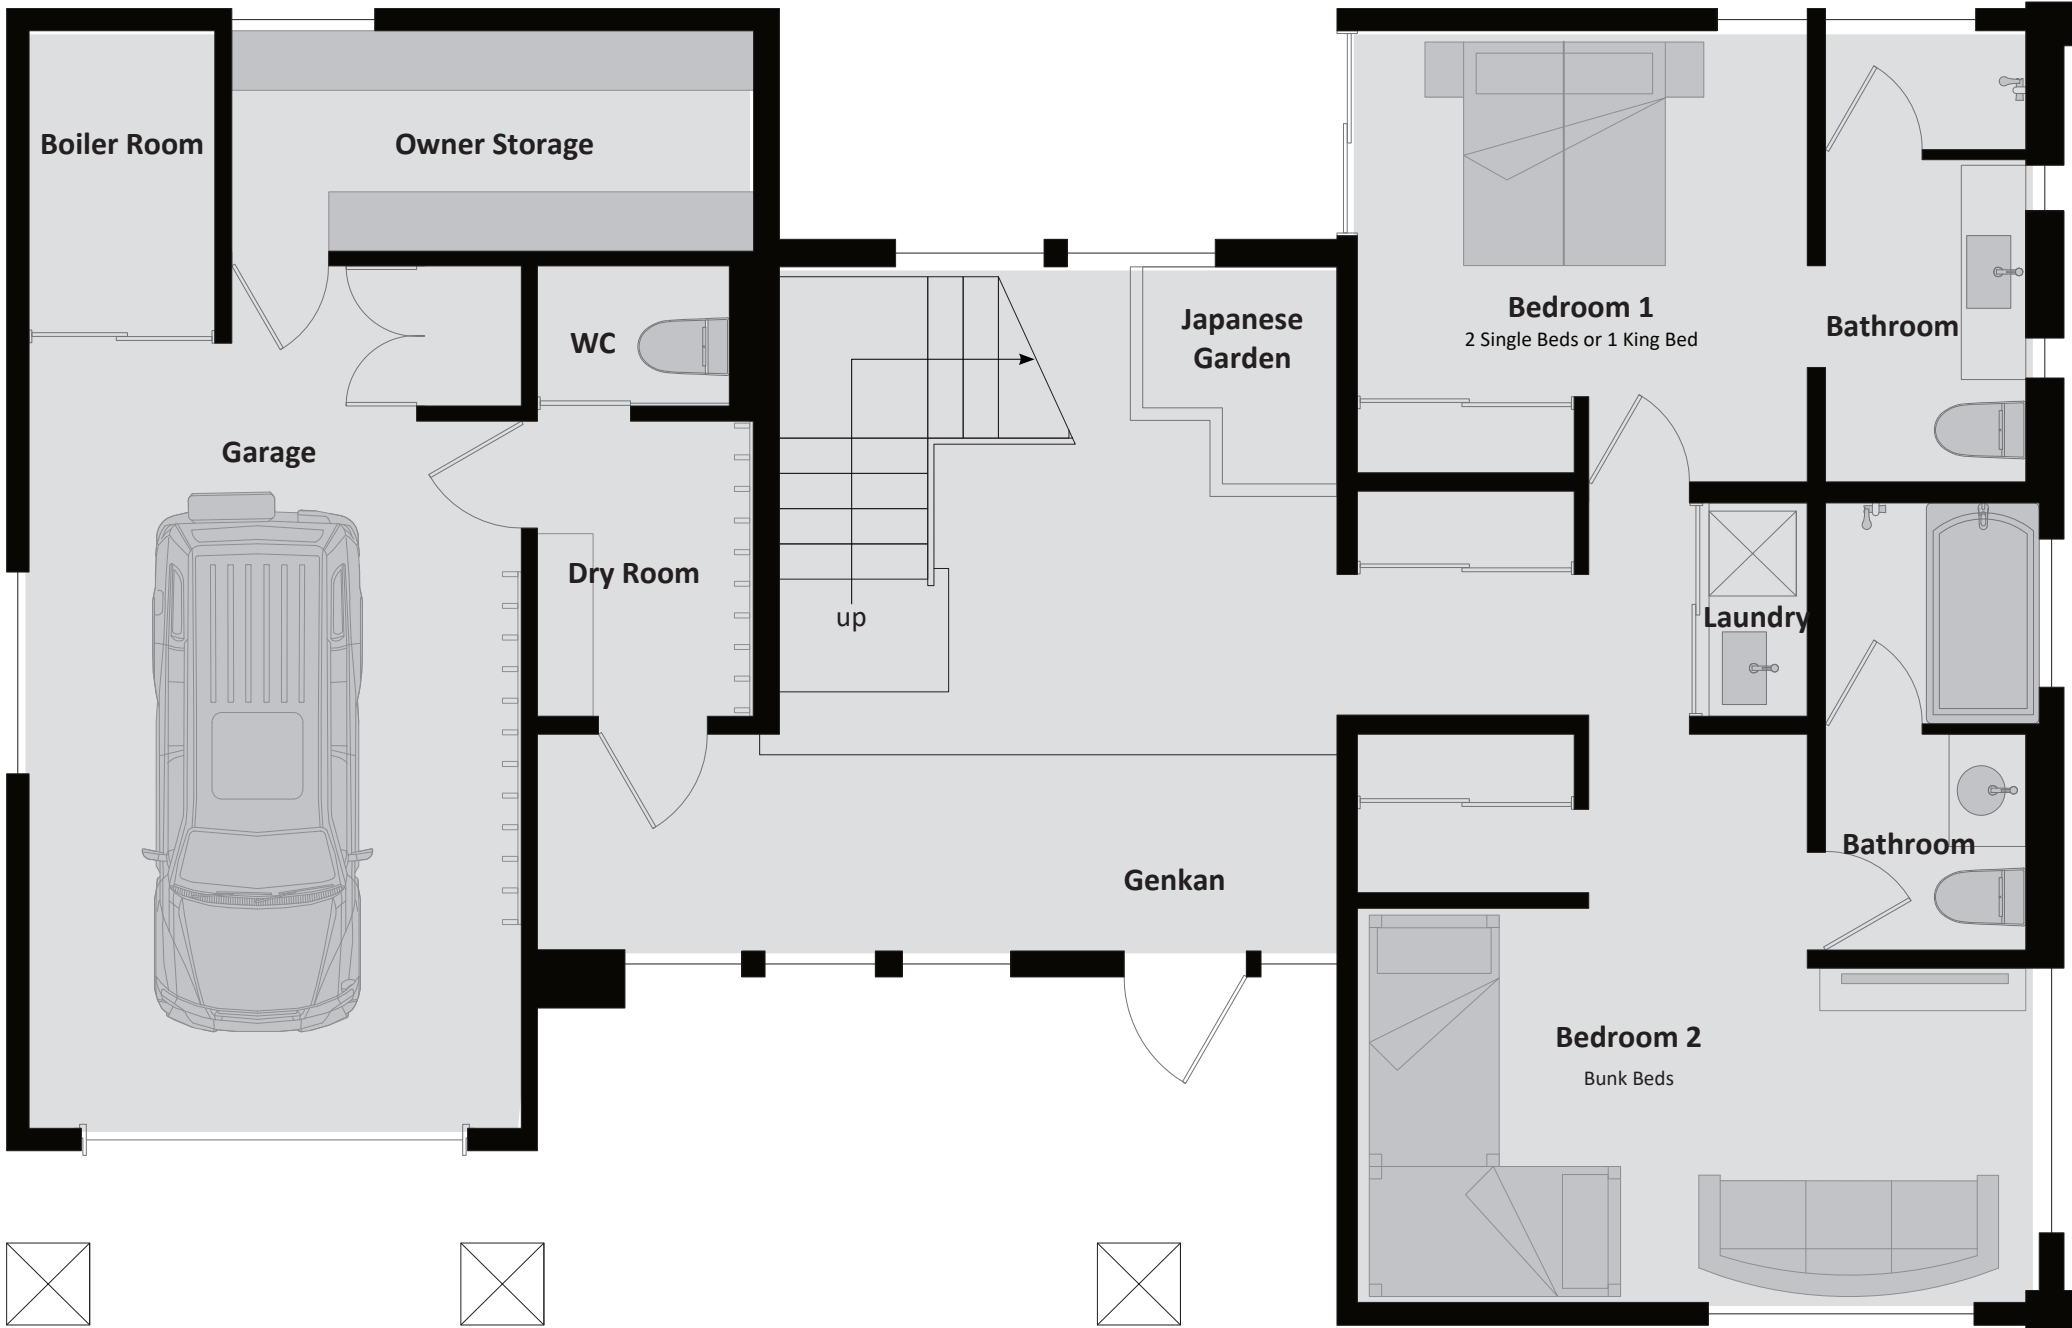 Boiler Room
Owner Storage
Bedroom 1
2 Single Beds or 1 King Bed
Bathroom
Japanese
Garden
WC
Garage
Dry Room
up
Laundry
Bathroom
Genkan
Bedroom 2
Bunk Beds